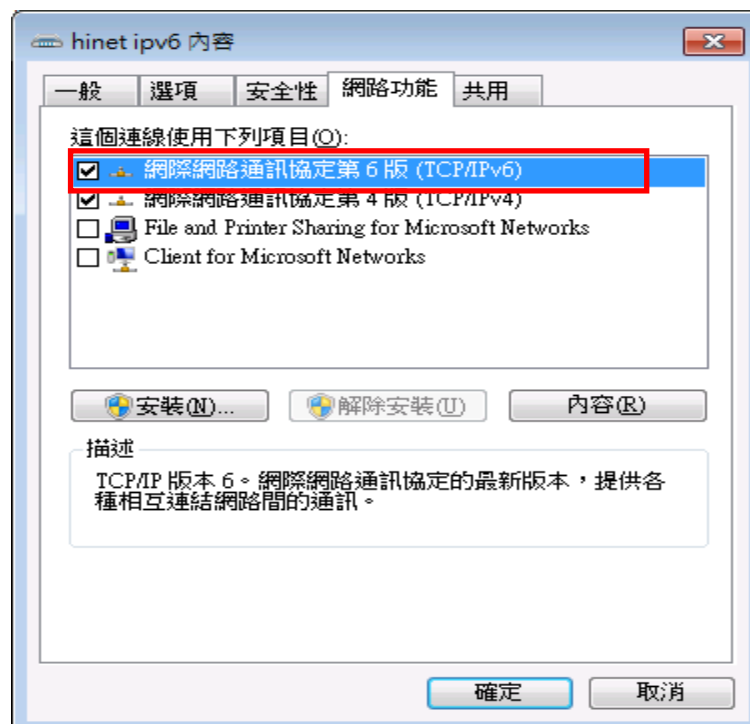 hinet ipv6 內容
一般 選項 安全性 網路功能 共用
這個連線使用下列項目(O):
網際網路通訊協定第 6 版 (TCP/IPv6)
網際網路通訊協定第 4 版 (TCP/IPv4)
File and Printer Sharing for Microsoft Networks
Client for Microsoft Networks
安裝(N)... 解除安裝(U) 內容(R)
描述
TCP/IP 版本 6。網際網路通訊協定的最新版本，提供各
種相互連結網路間的通訊。
確定 取消